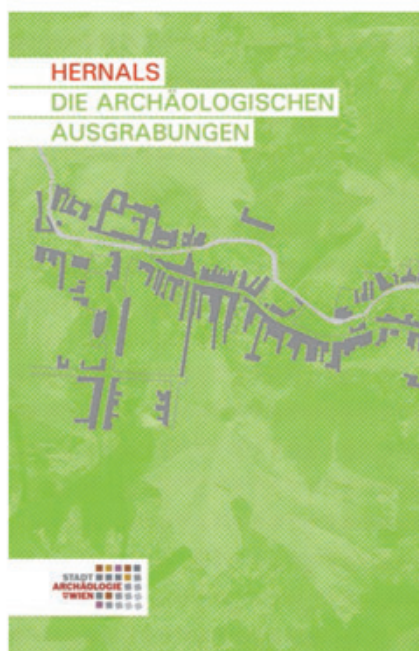 HERNALS
DIE ARCHÄOLOGISCHEN
AUSGRABUNGEN
STADT
ARCHÄOLOGIE
WIEN